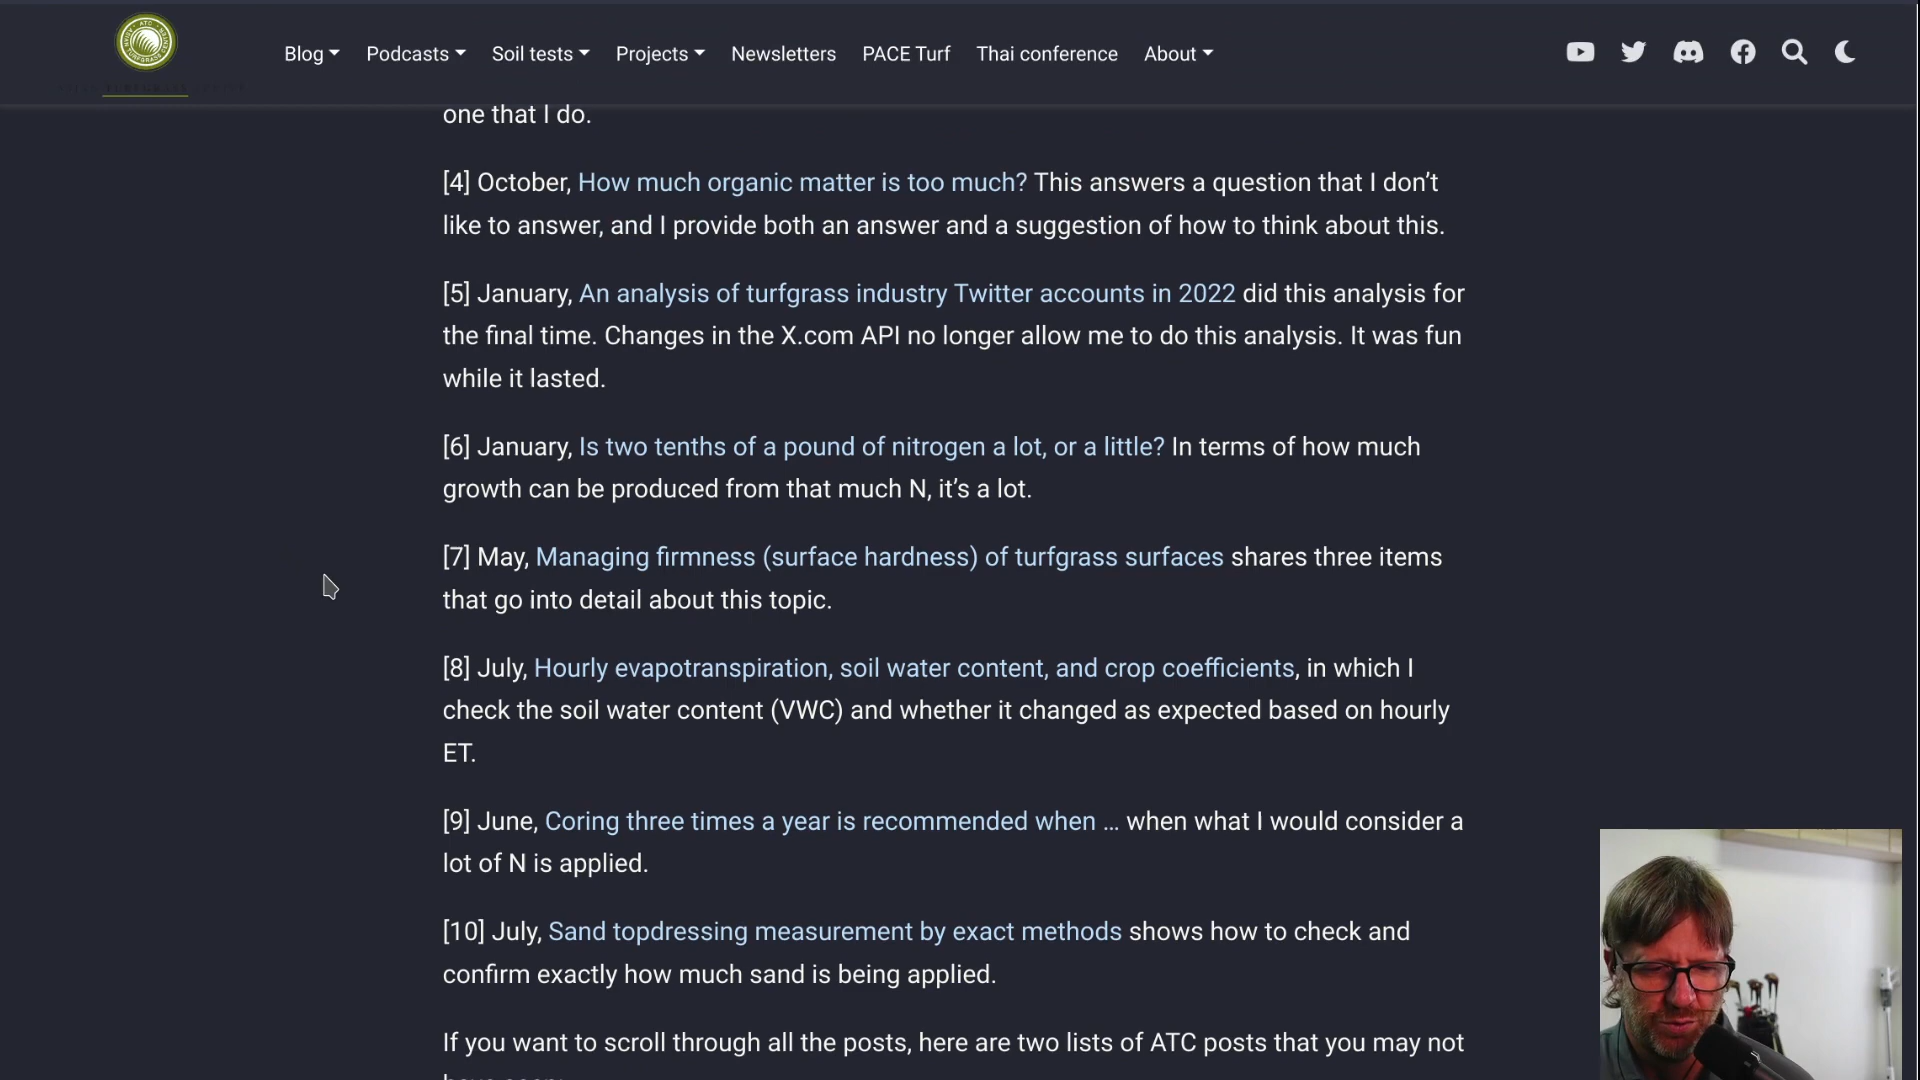 ATC
Blog Podcasts Soil tests Projects Newsletters PACE Turf Thai conference About
one that I do.
[4] October, How much organic matter is too much? This answers a question that I don’t
like to answer, and I provide both an answer and a suggestion of how to think about this.
[5] January, An analysis of turfgrass industry Twitter accounts in 2022 did this analysis for
the final time. Changes in the X.com API no longer allow me to do this analysis. It was fun
while it lasted.
[6] January, Is two tenths of a pound of nitrogen a lot, or a little? In terms of how much
growth can be produced from that much N, it’s a lot.
[7] May, Managing firmness (surface hardness) of turfgrass surfaces shares three items
that go into detail about this topic.
[8] July, Hourly evapotranspiration, soil water content, and crop coefficients, in which I
check the soil water content (VWC) and whether it changed as expected based on hourly
ET.
[9] June, Coring three times a year is recommended when … when what I would consider a
lot of N is applied.
[10] July, Sand topdressing measurement by exact methods shows how to check and
confirm exactly how much sand is being applied.
If you want to scroll through all the posts, here are two lists of ATC posts that you may not